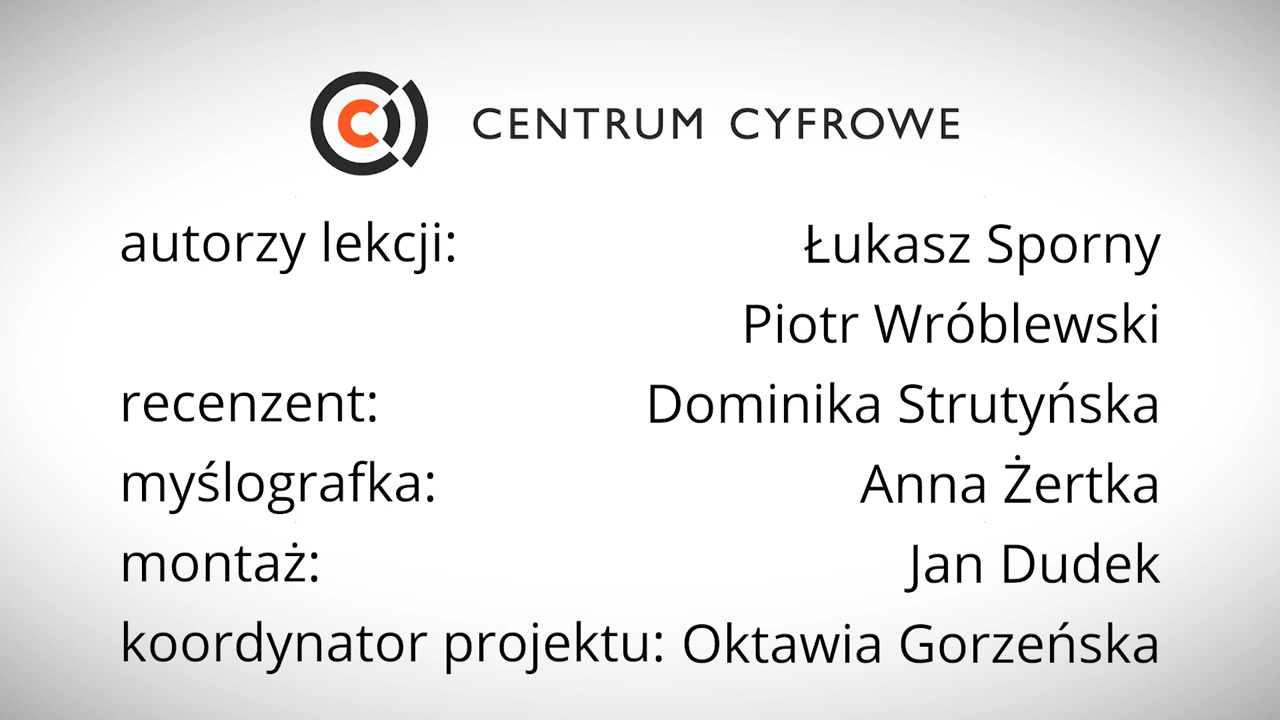 CENTRUM CYFROWE
autorzy lekcji: Łukasz Sporny
Piotr Wróblewski
recenzent: Dominika Strutyńska
myślografka: Anna Żertka
montaż: Jan Dudek
koordynator projektu: Oktawia Gorzeńska